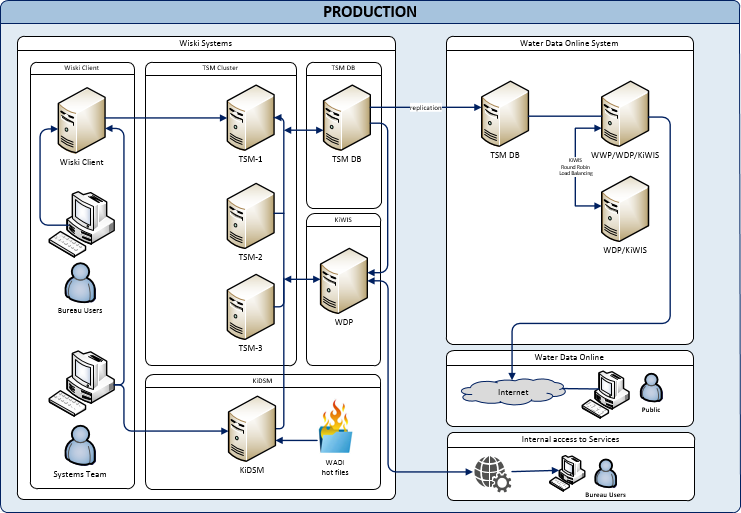 PRODUCTION
Wiski Systems
Wiski Client
Wiski Client
Bureau Users
Systems Team
TSM Cluster
TSM-1
TSM-2
TSM-3
TSM DB
TSM DB
KiWIS
WDP
KiDSM
KiDSM
WADI
hot files
replication
Water Data Online System
TSM DB
WWP/WDP/KiWIS
KiWIS
Round Robin
Load Balancing
WDP/KiWIS
Water Data Online
Internet
Public
Internal access to Services
Bureau Users